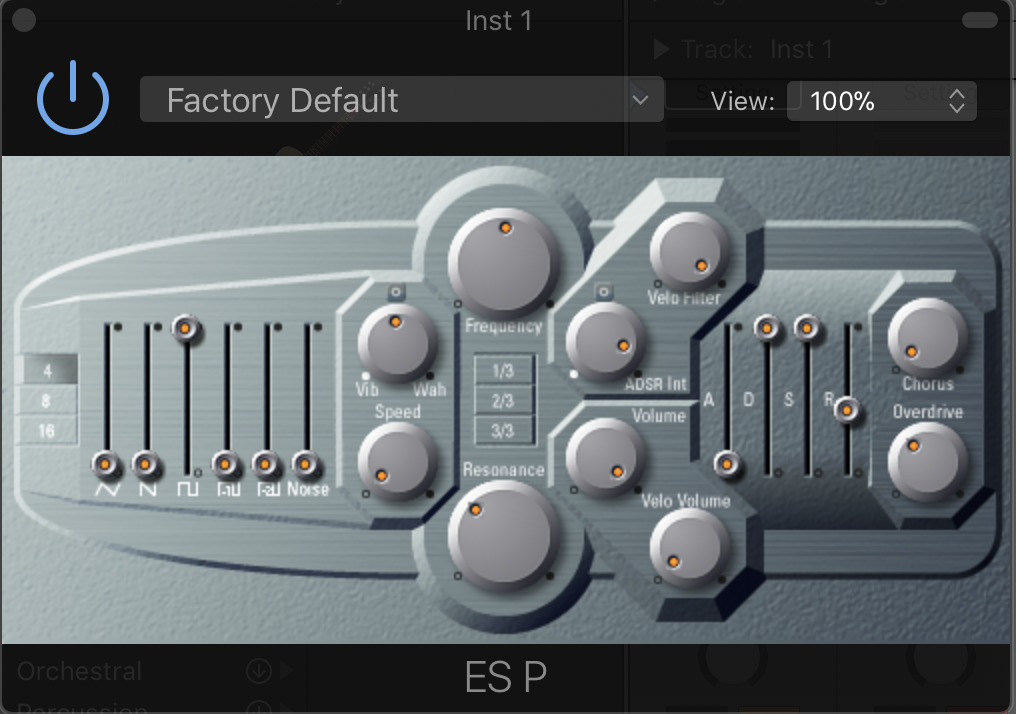 Inst 1
Track: Inst 1
Factory Default
View: 100%
Velo Filter
Frequency
4
8
16
Vib Wah
Speed
1/3
2/3
3/3
ADSR Int
Volume
A D S R
Chorus
Overdrive
Resonance
Noise
Velo Volume
Orchestral
Percussion
ES P